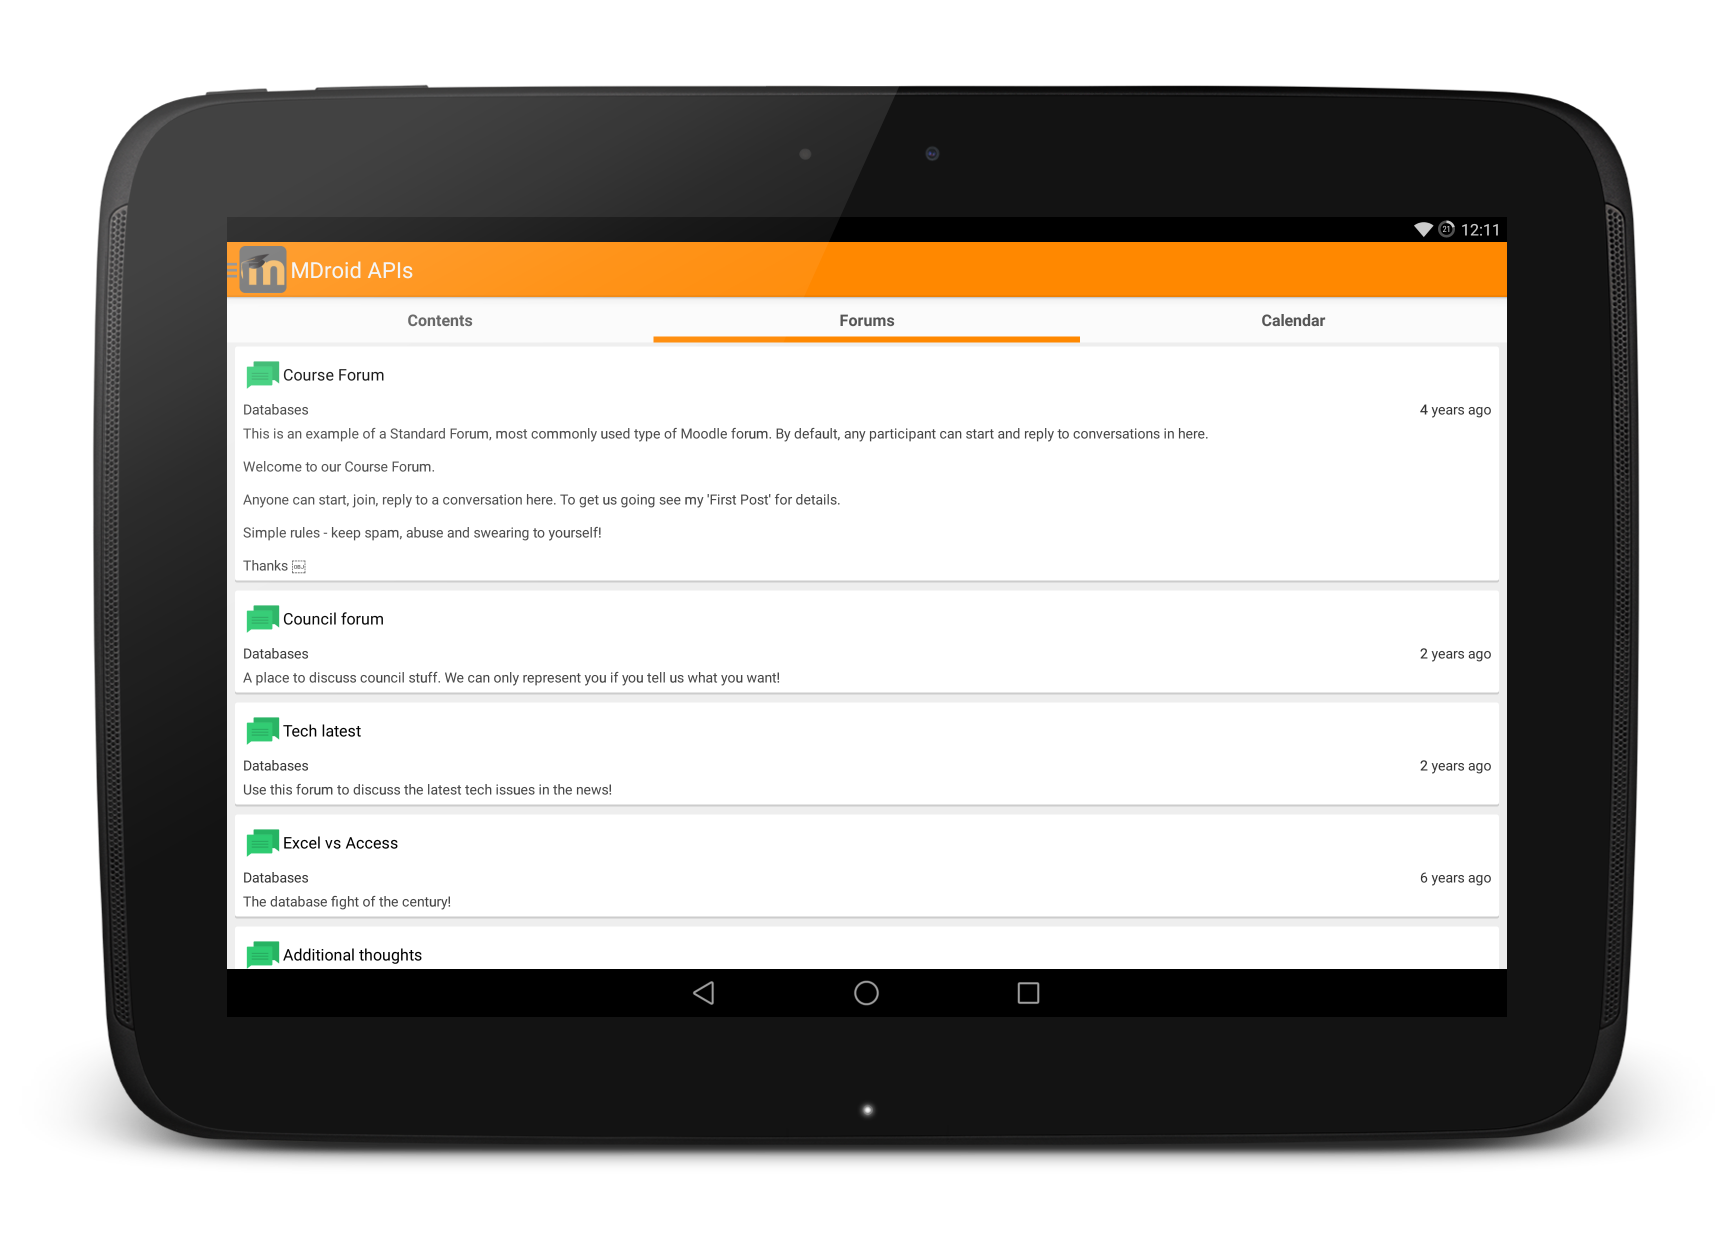 21 12:11
m MDroid APIs
Contents Forums Calendar
Course Forum
Databases 4 years ago
This is an example of a Standard Forum, most commonly used type of Moodle forum. By default, any participant can start and reply to conversations in here.
Welcome to our Course Forum.
Anyone can start, join, reply to a conversation here. To get us going see my 'First Post' for details.
Simple rules - keep spam, abuse and swearing to yourself!
Thanks OBJ
Council forum
Databases 2 years ago
A place to discuss council stuff. We can only represent you if you tell us what you want!
Tech latest
Databases 2 years ago
Use this forum to discuss the latest tech issues in the news!
Excel vs Access
Databases 6 years ago
The database fight of the century!
Additional thoughts